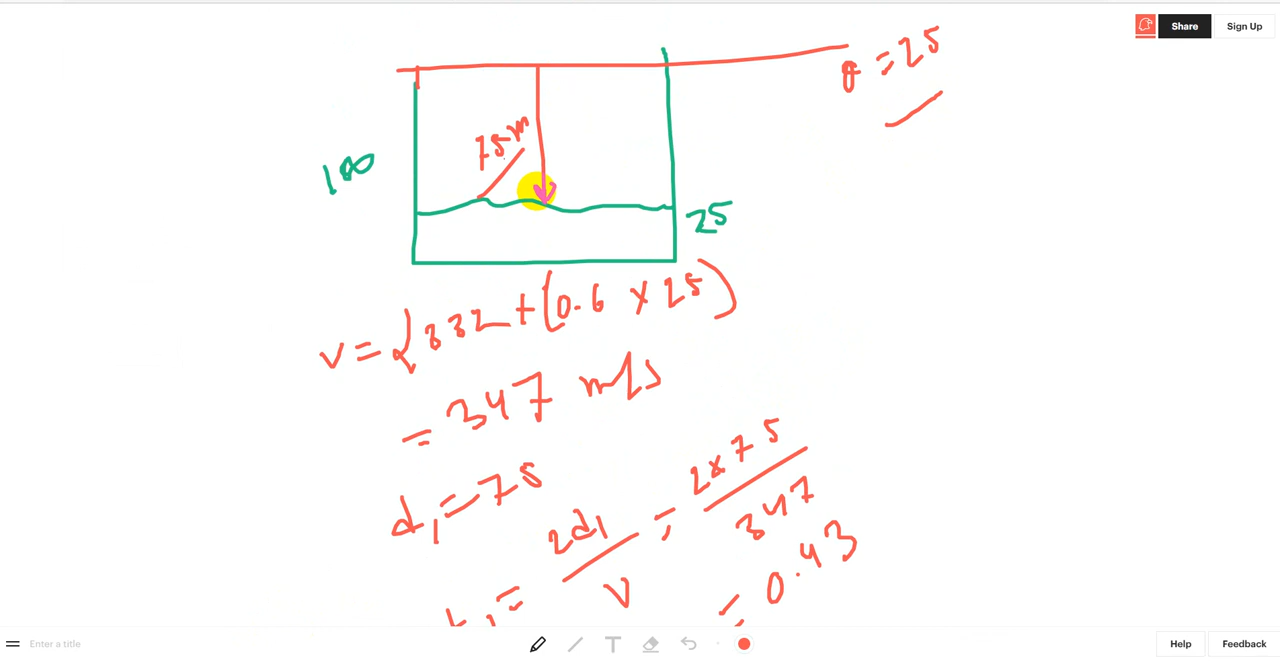 Share Sign Up
θ = 25
75m
100
25
v = {332 + (0.6 × 25)
= 347 m/s
d₁ = 75
t₁ = 2d₁/v = 2×75/347
= 0.43
Enter a title
T
Help Feedback